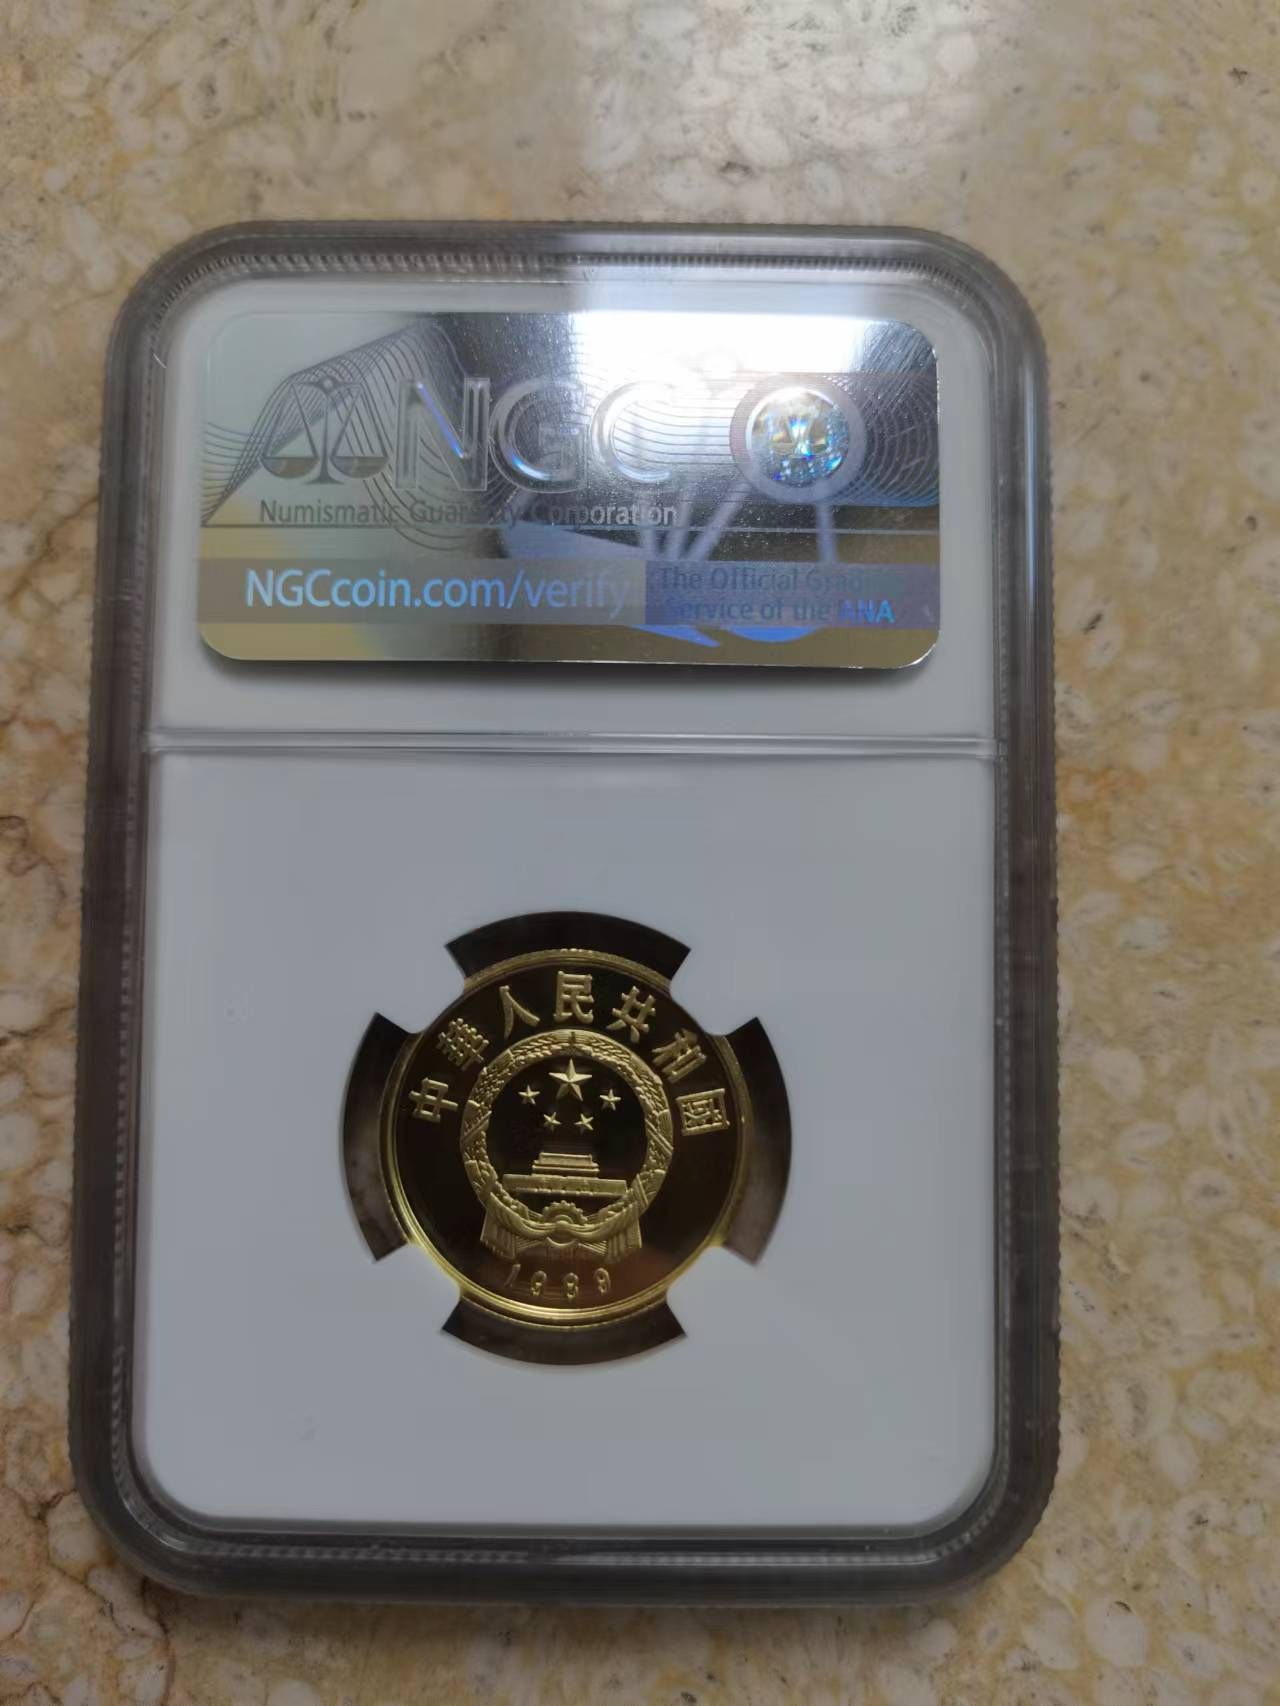 NGC
Numismatic Guaranty Corporation
NGCcoin.com/verify
The Official Grading
Service of the ANA
中華人民共和國
1989